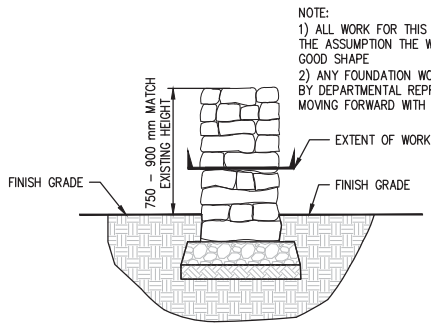 NOTE:
1) ALL WORK FOR THIS
THE ASSUMPTION THE W
GOOD SHAPE
2) ANY FOUNDATION WO
BY DEPARTMENTAL REPR
MOVING FORWARD WITH
750 - 900 mm MATCH
EXISTING HEIGHT
EXTENT OF WORK
FINISH GRADE
FINISH GRADE